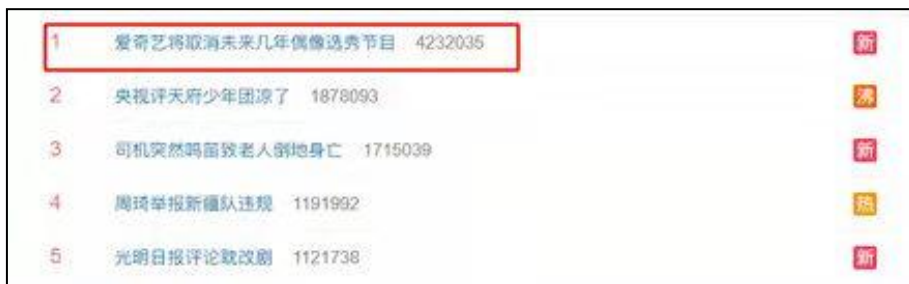 1 爱奇艺将取消未来几年偶像选秀节目 4232035 新
2 央视评天府少年团凉了 1878093 沸
3 司机突然鸣笛致老人倒地身亡 1715039 新
4 周琦举报新疆队违规 1191992 热
5 光明日报评论耽改剧 1121738 新